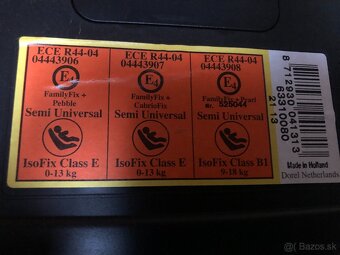 ECE R44-04
04443906
E4
FamilyFix +
Pebble
Semi Universal
IsoFix Class E
0-13 kg
ECE R44-04
04443907
E4
FamilyFix +
CabrioFix
Semi Universal
IsoFix Class E
0-13 kg
ECE R44-04
04443908
E4
FamilyFix + Pearl
Nr. 525044
Semi Universal
IsoFix Class B1
9-18 kg
2113
63310080
8 712930 041313
Made in Holland
Dorel Netherlands
© bazos.sk